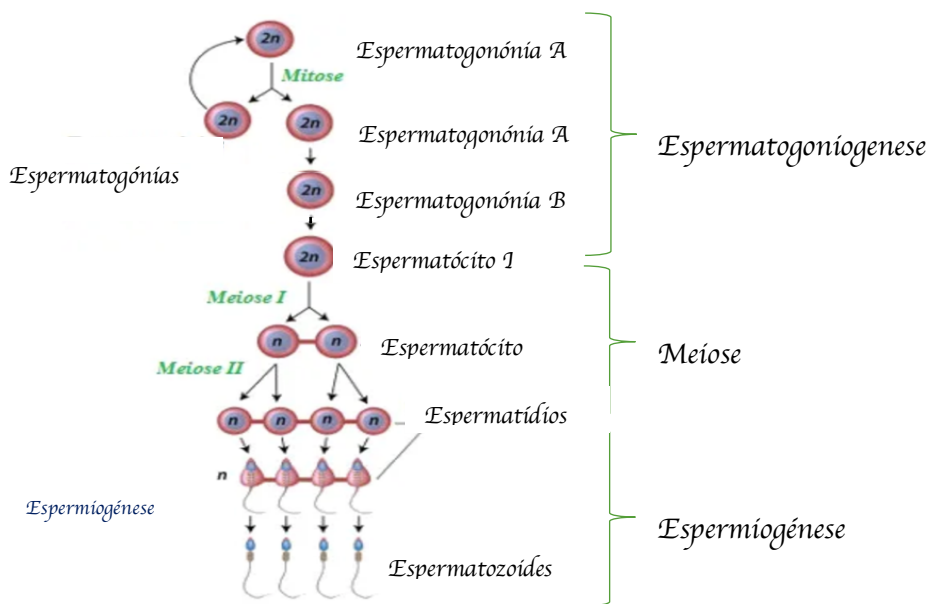 2n
Espermatogonónia A
Mitose
2n
2n
Espermatogonónia A
Espermatogoniogenese
Espermatogónias
2n
Espermatogonónia B
2n
Espermatócito I
Meiose I
n
n
Espermatócito
Meiose
Meiose II
n
n
n
n
Espermatídios
n
Espermiogénese
Espermiogénese
Espermatozoides